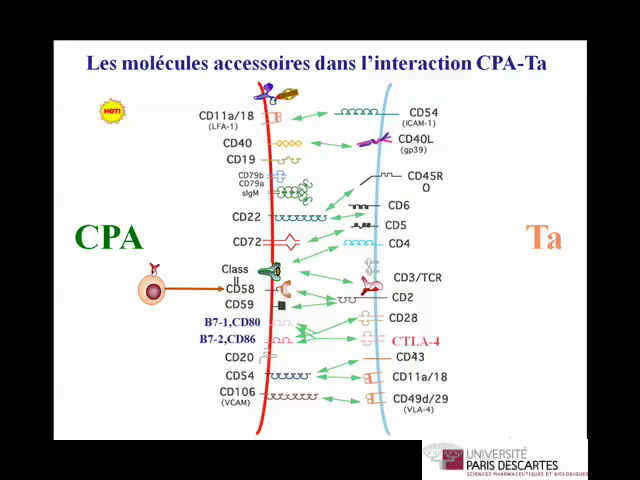 Les molécules accessoires dans l’interaction CPA-Ta
HOT!
CD11a/18
(LFA-1)
CD54
(ICAM-1)
CD40
CD40L
(gp39)
CD19
CD79b
CD79a
sIgM
CD45R
O
CD22
CD6
CD5
CPA
CD72
CD4
Ta
Class
II
CD3/TCR
CD58
CD2
CD59
B7-1,CD80
CD28
B7-2,CD86
CTLA-4
CD20
CD43
CD54
CD11a/18
CD106
(VCAM)
CD49d/29
(VLA-4)
UNIVERSITÉ
PARIS DESCARTES
SCIENCES PHARMACEUTIQUES ET BIOLOGIQUES